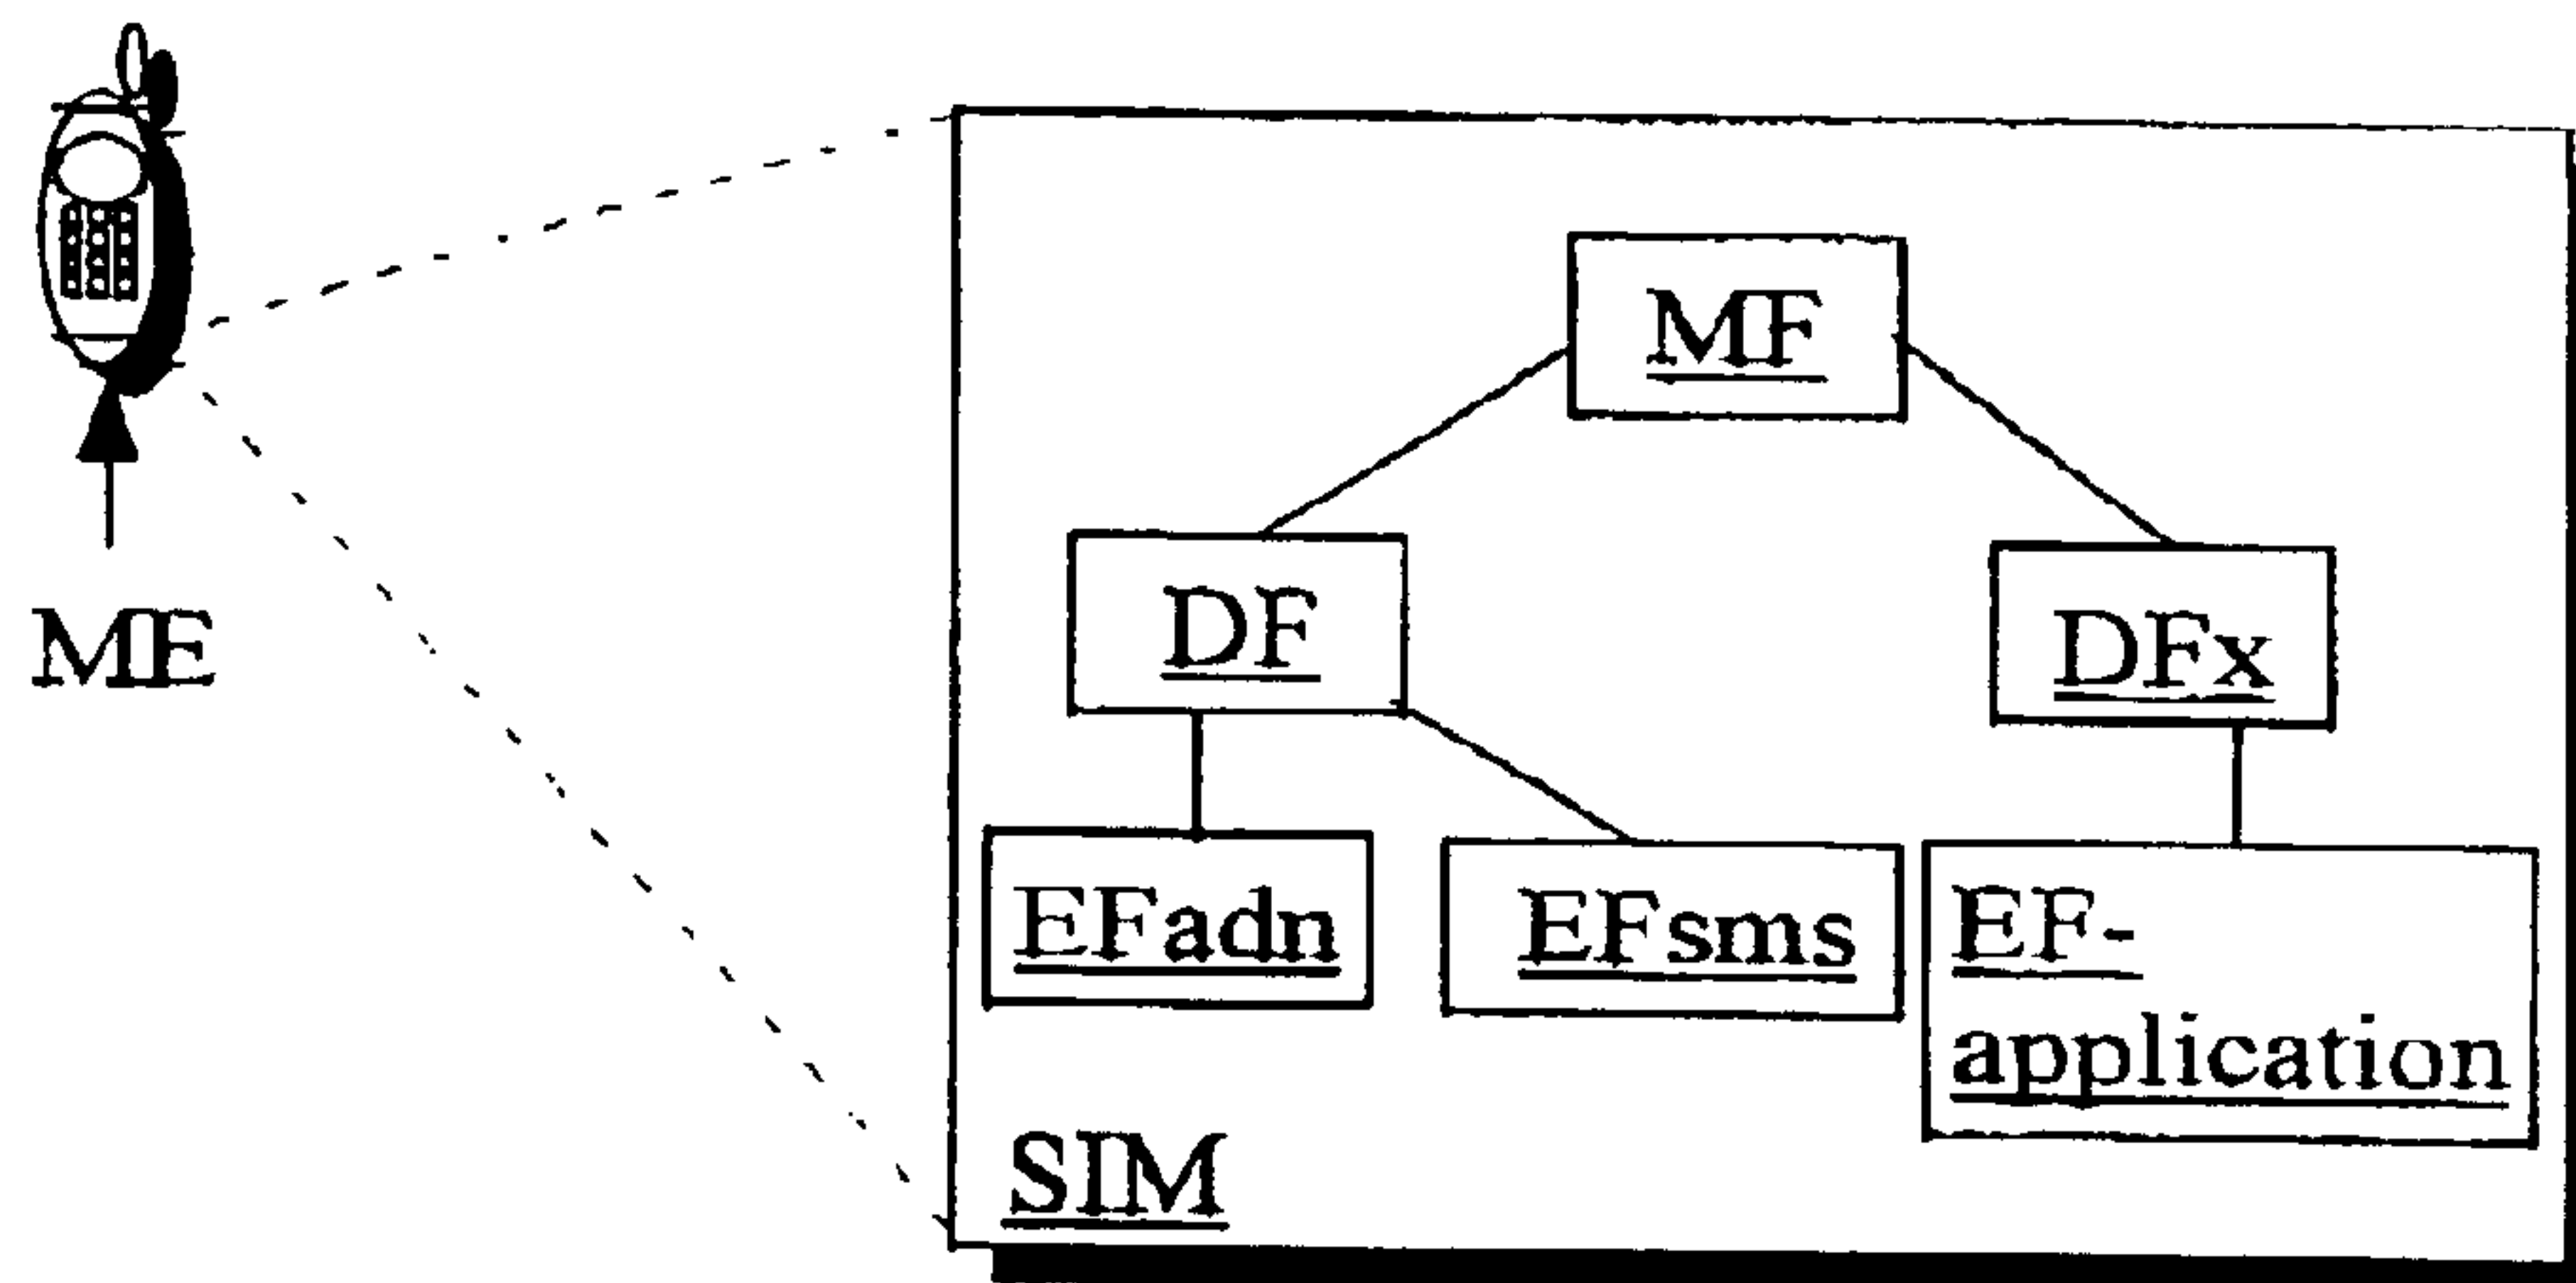 MF
ME
DF
DFx
EFadn
EFsms
EF-
application
SIM